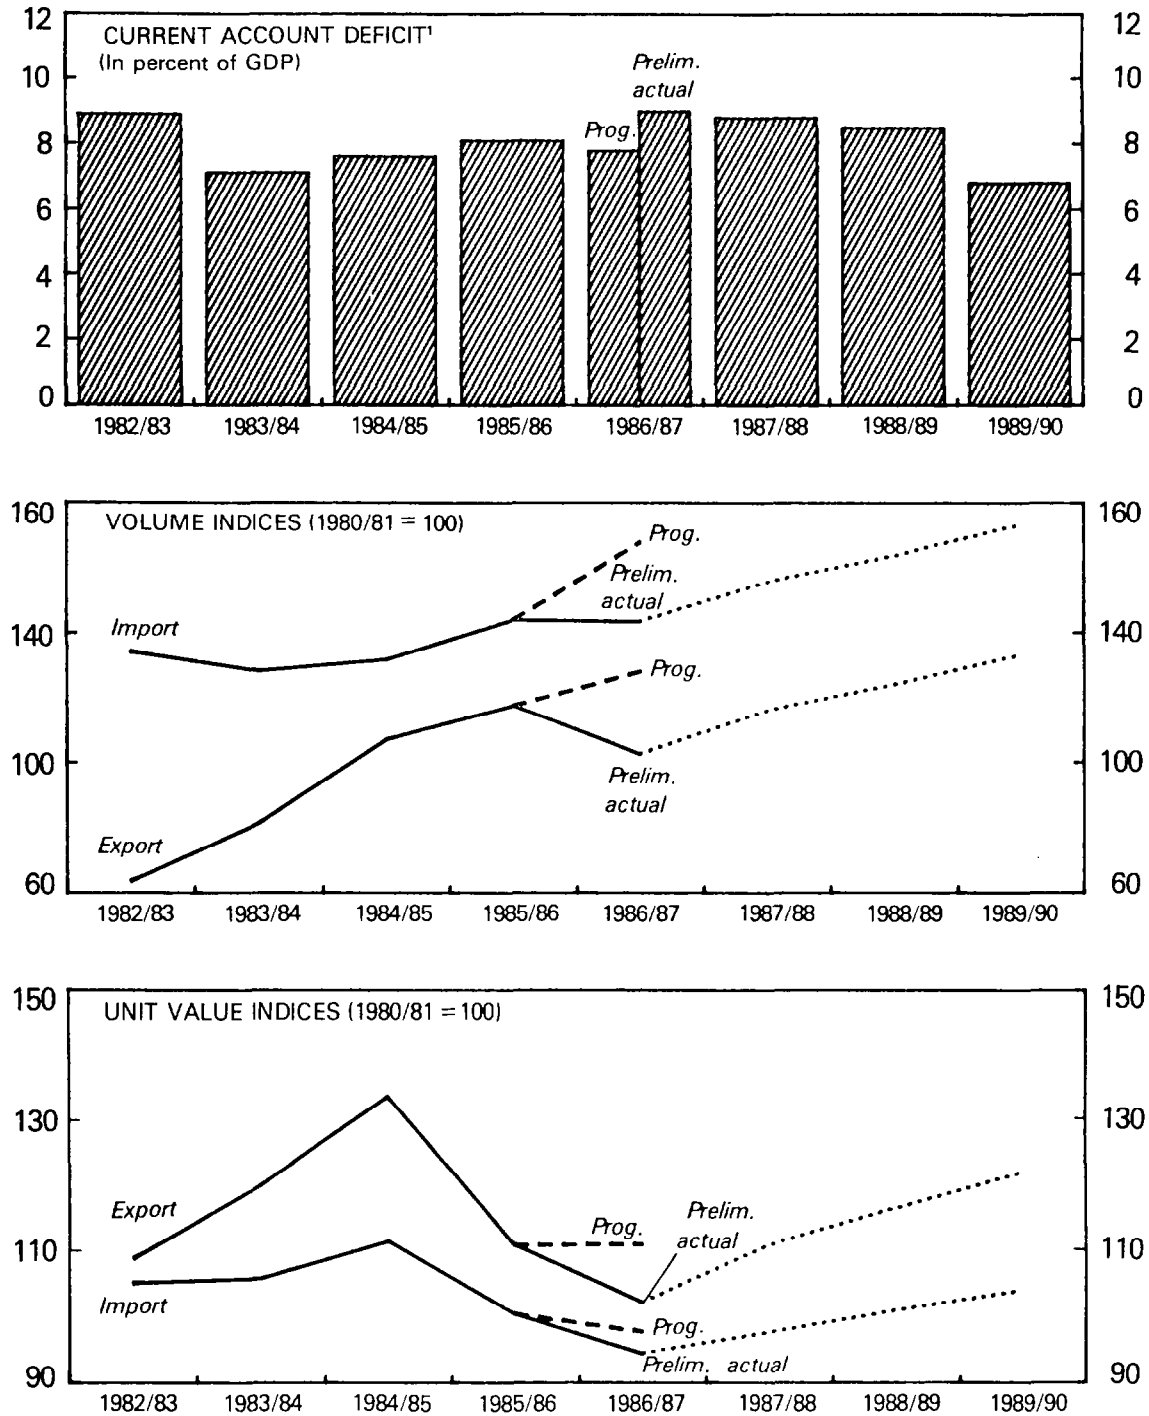 CURRENT ACCOUNT DEFICIT¹
(In percent of GDP)
12
10
8
6
4
2
0
12
10
8
6
4
2
0
Prelim.
actual
Prog.
1982/83 1983/84 1984/85 1985/86 1986/87 1987/88 1988/89 1989/90
VOLUME INDICES (1980/81 = 100)
160
140
100
60
160
140
100
60
Prog.
Prelim.
actual
Import
Prog.
Prelim.
actual
Export
1982/83 1983/84 1984/85 1985/86 1986/87 1987/88 1988/89 1989/90
UNIT VALUE INDICES (1980/81 = 100)
150
130
110
90
150
130
110
90
Export
Prog.
Prelim.
actual
Import
Prog.
Prelim. actual
1982/83 1983/84 1984/85 1985/86 1986/87 1987/88 1988/89 1989/90